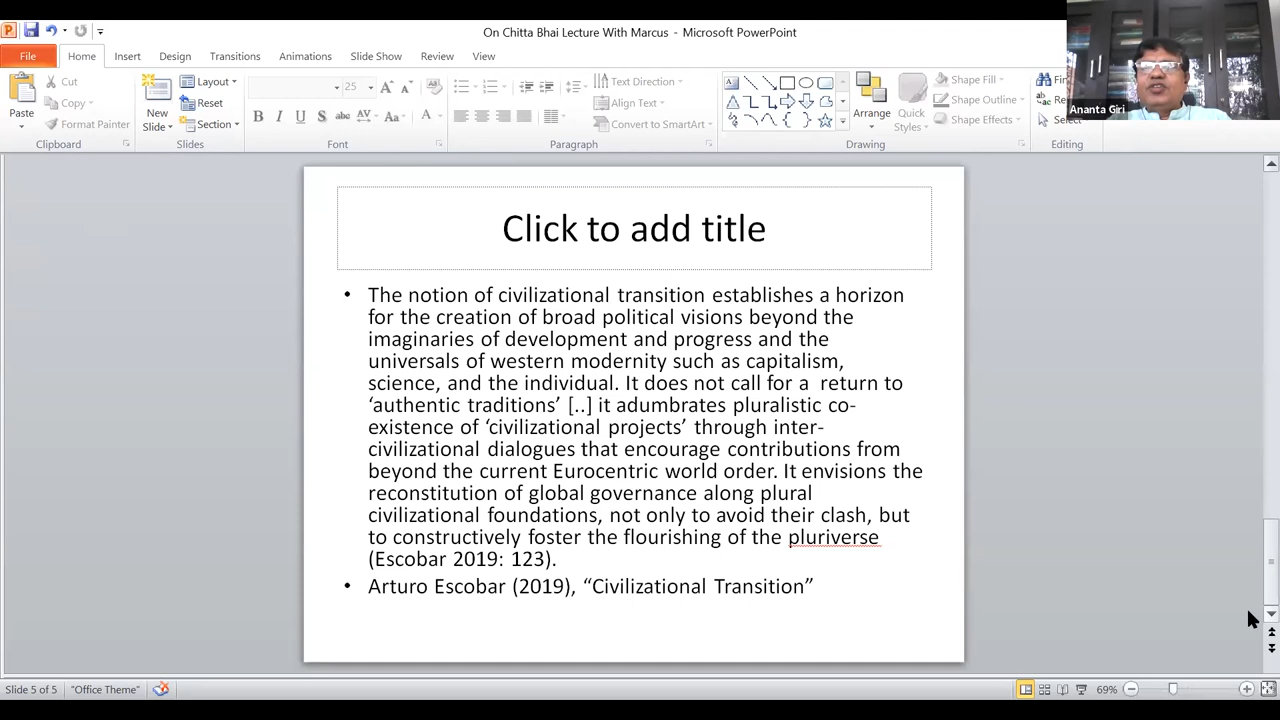 On Chitta Bhai Lecture With Marcus - Microsoft PowerPoint
File Home Insert Design Transitions Animations Slide Show Review View
Paste
Cut
Copy
Format Painter
Clipboard
New Slide
Layout
Reset
Section
Slides
25
Font
Text Direction
Align Text
Convert to SmartArt
Paragraph
Arrange
Quick Styles
Shape Fill
Shape Outline
Shape Effects
Drawing
Select
Editing
Ananta Giri
Click to add title
• The notion of civilizational transition establishes a horizon
for the creation of broad political visions beyond the
imaginaries of development and progress and the
universals of western modernity such as capitalism,
science, and the individual. It does not call for a return to
‘authentic traditions’ [..] it adumbrates pluralistic co-
existence of ‘civilizational projects’ through inter-
civilizational dialogues that encourage contributions from
beyond the current Eurocentric world order. It envisions the
reconstitution of global governance along plural
civilizational foundations, not only to avoid their clash, but
to constructively foster the flourishing of the pluriverse
(Escobar 2019: 123).
• Arturo Escobar (2019), “Civilizational Transition”
Slide 5 of 5 "Office Theme" 69%